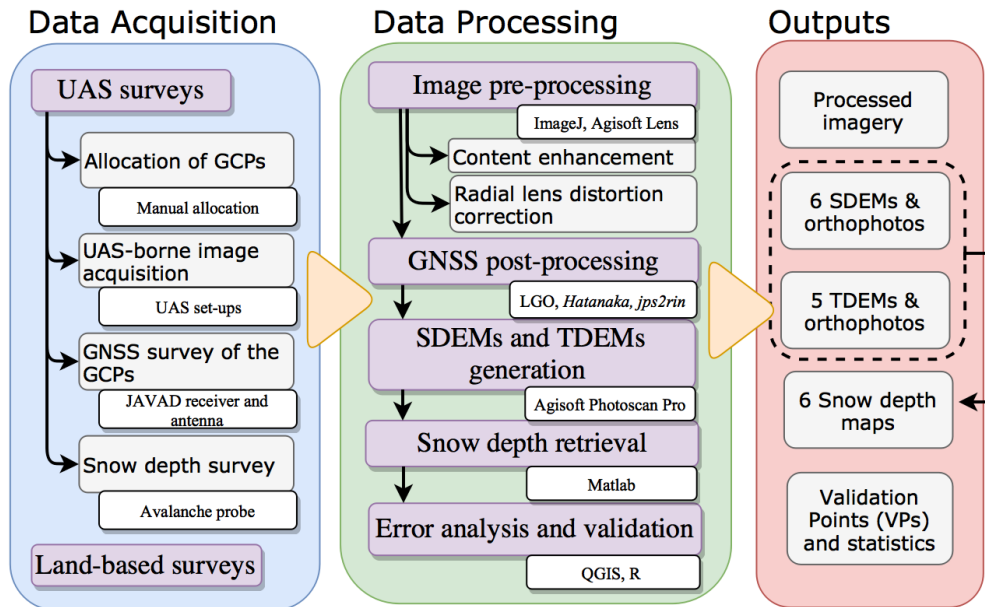 Data Acquisition
UAS surveys
Allocation of GCPs
Manual allocation
UAS-borne image
acquisition
UAS set-ups
GNSS survey of the
GCPs
JAVAD receiver and
antenna
Snow depth survey
Avalanche probe
Land-based surveys
Data Processing
Image pre-processing
ImageJ, Agisoft Lens
Content enhancement
Radial lens distortion
correction
GNSS post-processing
LGO, Hatanaka, jps2rin
SDEMs and TDEMs
generation
Agisoft Photoscan Pro
Snow depth retrieval
Matlab
Error analysis and validation
QGIS, R
Outputs
Processed
imagery
6 SDEMs &
orthophotos
5 TDEMs &
orthophotos
6 Snow depth
maps
Validation
Points (VPs)
and statistics